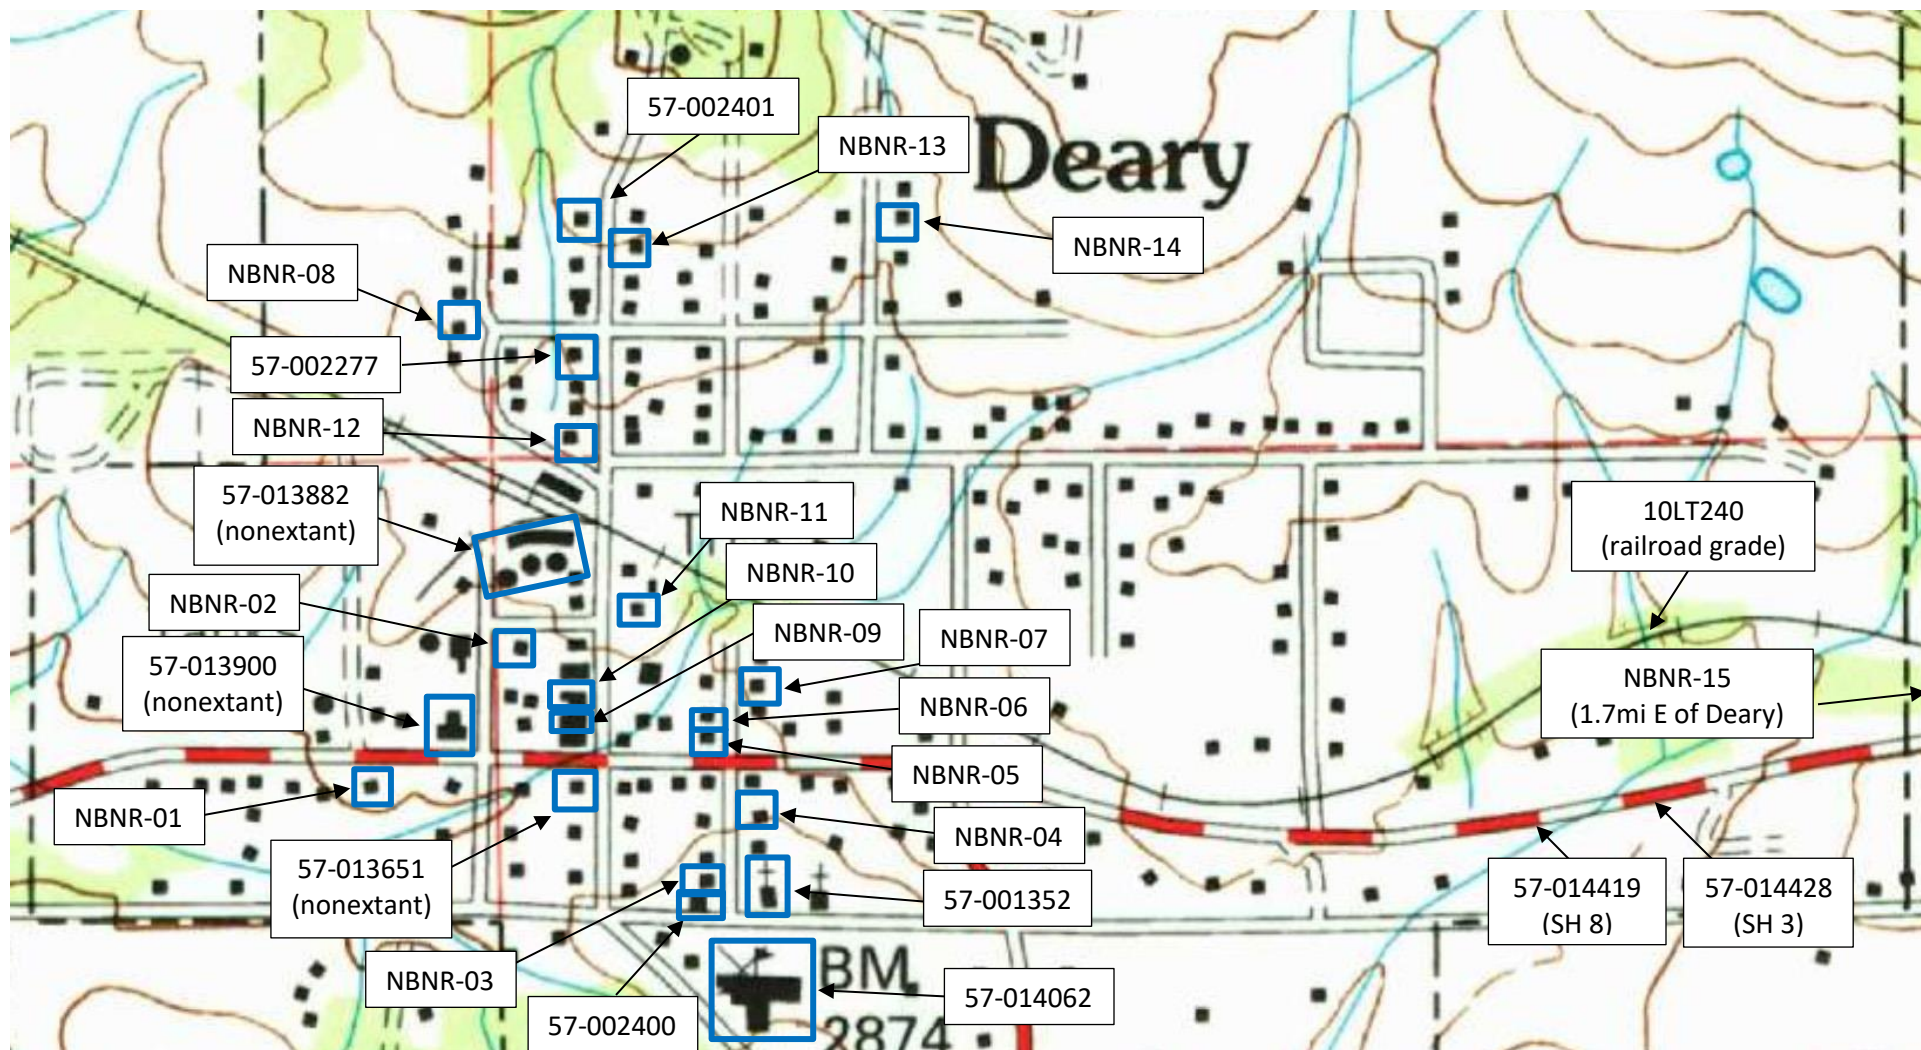 57-002401
NBNR-13
Deary
NBNR-14
NBNR-08
57-002277
NBNR-12
57-013882
(nonextant)
NBNR-11
10LT240
(railroad grade)
NBNR-10
NBNR-02
NBNR-09
NBNR-07
57-013900
(nonextant)
NBNR-15
(1.7mi E of Deary)
NBNR-06
NBNR-05
NBNR-01
NBNR-04
57-013651
(nonextant)
57-001352
57-014419
(SH 8)
57-014428
(SH 3)
NBNR-03
BM
57-014062
57-002400
2874